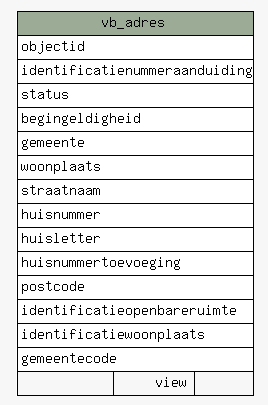 vb_adres
objectid
identificatienummeraanduiding
status
begingeldigheid
gemeente
woonplaats
straatnaam
huisnummer
huisletter
huisnummertoevoeging
postcode
identificatieopenbareruimte
identificatiewoonplaats
gemeentecode
view